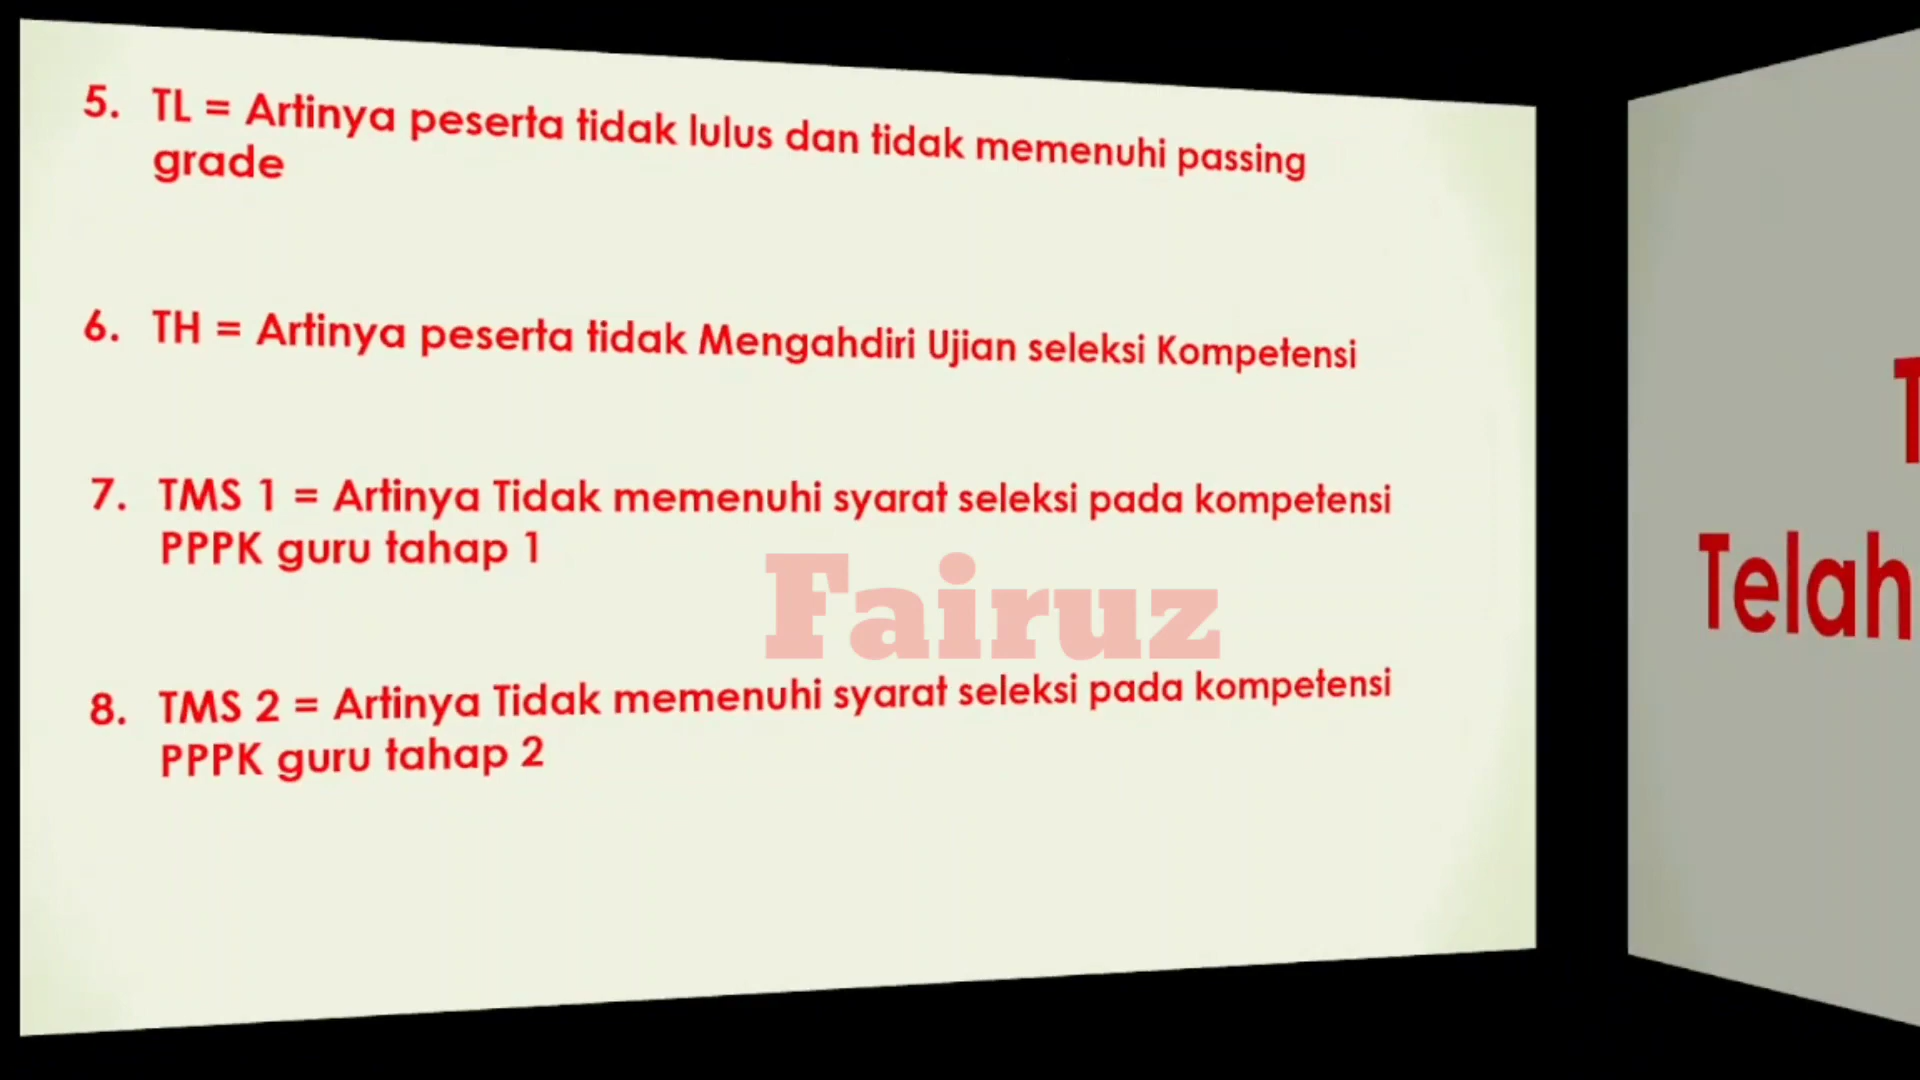 5. TL = Artinya peserta tidak lulus dan tidak memenuhi passing
grade
6. TH = Artinya peserta tidak Mengahdiri Ujian seleksi Kompetensi
7. TMS 1 = Artinya Tidak memenuhi syarat seleksi pada kompetensi
PPPK guru tahap 1
Fairuz
8. TMS 2 = Artinya Tidak memenuhi syarat seleksi pada kompetensi
PPPK guru tahap 2
Telah